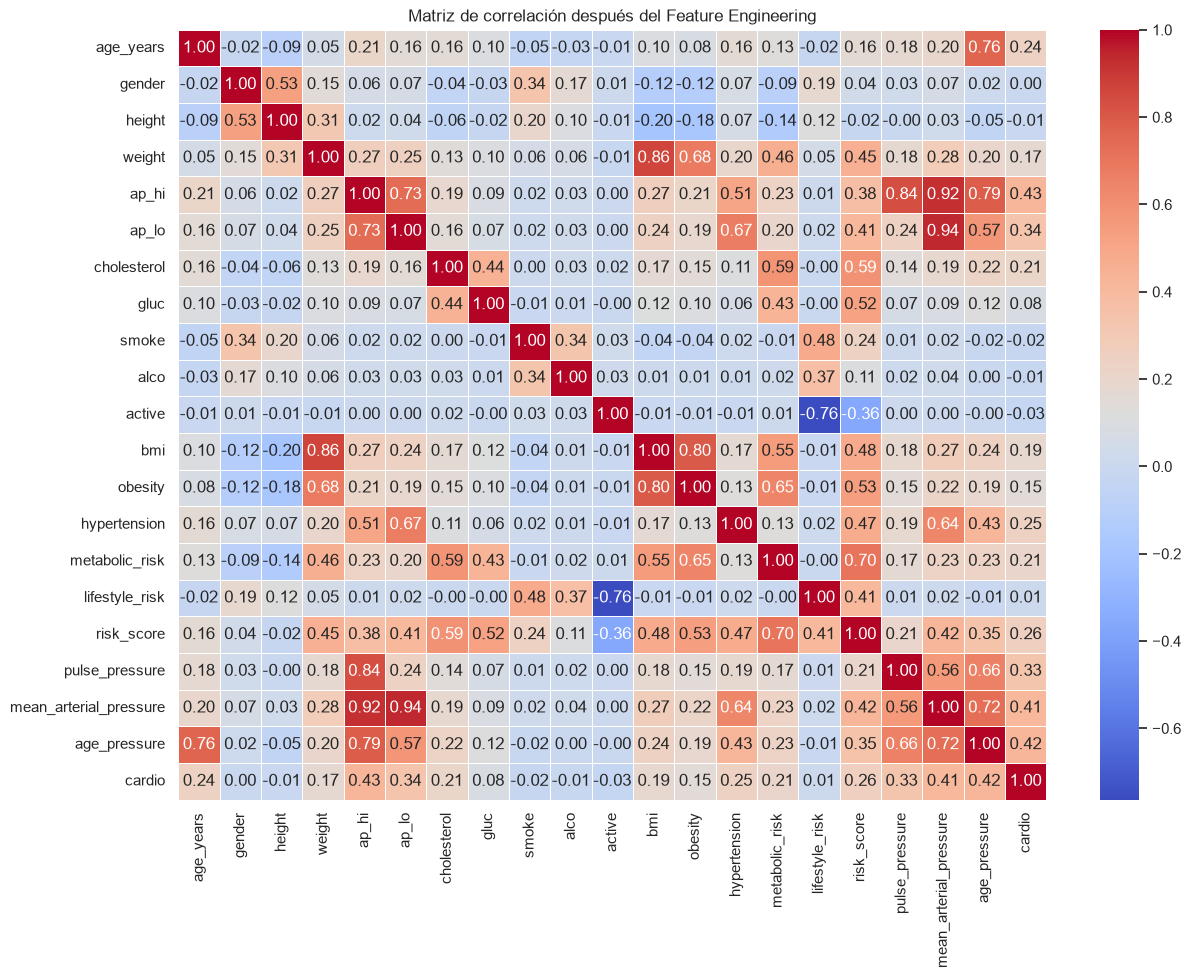 Matriz de correlación después del Feature Engineering
age_years 1.00 -0.02 -0.09 0.05 0.21 0.16 0.16 0.10 -0.05 -0.03 -0.01 0.10 0.08 0.16 0.13 -0.02 0.16 0.18 0.20 0.76 0.24
gender -0.02 1.00 0.53 0.15 0.06 0.07 -0.04 -0.03 0.34 0.17 0.01 -0.12 -0.12 0.07 -0.09 0.19 0.04 0.03 0.07 0.02 0.00
height -0.09 0.53 1.00 0.31 0.02 0.04 -0.06 -0.02 0.20 0.10 -0.01 -0.20 -0.18 0.07 -0.14 0.12 -0.02 -0.00 0.03 -0.05 -0.01
weight 0.05 0.15 0.31 1.00 0.27 0.25 0.13 0.10 0.06 0.06 -0.01 0.86 0.68 0.20 0.46 0.05 0.45 0.18 0.28 0.20 0.17
ap_hi 0.21 0.06 0.02 0.27 1.00 0.73 0.19 0.09 0.02 0.03 0.00 0.27 0.21 0.51 0.23 0.01 0.38 0.84 0.92 0.79 0.43
ap_lo 0.16 0.07 0.04 0.25 0.73 1.00 0.16 0.07 0.02 0.03 0.00 0.24 0.19 0.67 0.20 0.02 0.41 0.24 0.94 0.57 0.34
cholesterol 0.16 -0.04 -0.06 0.13 0.19 0.16 1.00 0.44 0.00 0.03 0.02 0.17 0.15 0.11 0.59 -0.00 0.59 0.14 0.19 0.22 0.21
gluc 0.10 -0.03 -0.02 0.10 0.09 0.07 0.44 1.00 -0.01 0.01 -0.00 0.12 0.10 0.06 0.43 -0.00 0.52 0.07 0.09 0.12 0.08
smoke -0.05 0.34 0.20 0.06 0.02 0.02 0.00 -0.01 1.00 0.34 0.03 -0.04 -0.04 0.02 -0.01 0.48 0.24 0.01 0.02 -0.02 -0.02
alco -0.03 0.17 0.10 0.06 0.03 0.03 0.03 0.01 0.34 1.00 0.03 0.01 0.01 0.01 0.02 0.37 0.11 0.02 0.04 0.00 -0.01
active -0.01 0.01 -0.01 -0.01 0.00 0.00 0.02 -0.00 0.03 0.03 1.00 -0.01 -0.01 -0.01 0.01 -0.76 -0.36 0.00 0.00 -0.00 -0.03
bmi 0.10 -0.12 -0.20 0.86 0.27 0.24 0.17 0.12 -0.04 0.01 -0.01 1.00 0.80 0.17 0.55 -0.01 0.48 0.18 0.27 0.24 0.19
obesity 0.08 -0.12 -0.18 0.68 0.21 0.19 0.15 0.10 -0.04 0.01 -0.01 0.80 1.00 0.13 0.65 -0.01 0.53 0.15 0.22 0.19 0.15
hypertension 0.16 0.07 0.07 0.20 0.51 0.67 0.11 0.06 0.02 0.01 -0.01 0.17 0.13 1.00 0.13 0.02 0.47 0.19 0.64 0.43 0.25
metabolic_risk 0.13 -0.09 -0.14 0.46 0.23 0.20 0.59 0.43 -0.01 0.02 0.01 0.55 0.65 0.13 1.00 -0.00 0.70 0.17 0.23 0.23 0.21
lifestyle_risk -0.02 0.19 0.12 0.05 0.01 0.02 -0.00 -0.00 0.48 0.37 -0.76 -0.01 -0.01 0.02 -0.00 1.00 0.41 0.01 0.02 -0.01 0.01
risk_score 0.16 0.04 -0.02 0.45 0.38 0.41 0.59 0.52 0.24 0.11 -0.36 0.48 0.53 0.47 0.70 0.41 1.00 0.21 0.42 0.35 0.26
pulse_pressure 0.18 0.03 -0.00 0.18 0.84 0.24 0.14 0.07 0.01 0.02 0.00 0.18 0.15 0.19 0.17 0.01 0.21 1.00 0.56 0.66 0.33
mean_arterial_pressure 0.20 0.07 0.03 0.28 0.92 0.94 0.19 0.09 0.02 0.04 0.00 0.27 0.22 0.64 0.23 0.02 0.42 0.56 1.00 0.72 0.41
age_pressure 0.76 0.02 -0.05 0.20 0.79 0.57 0.22 0.12 -0.02 0.00 -0.00 0.24 0.19 0.43 0.23 -0.01 0.35 0.66 0.72 1.00 0.42
cardio 0.24 0.00 -0.01 0.17 0.43 0.34 0.21 0.08 -0.02 -0.01 -0.03 0.19 0.15 0.25 0.21 0.01 0.26 0.33 0.41 0.42 1.00
age_years
gender
height
weight
ap_hi
ap_lo
cholesterol
gluc
smoke
alco
active
bmi
obesity
hypertension
metabolic_risk
lifestyle_risk
risk_score
pulse_pressure
mean_arterial_pressure
age_pressure
cardio
1.0
0.8
0.6
0.4
0.2
0.0
−0.2
−0.4
−0.6